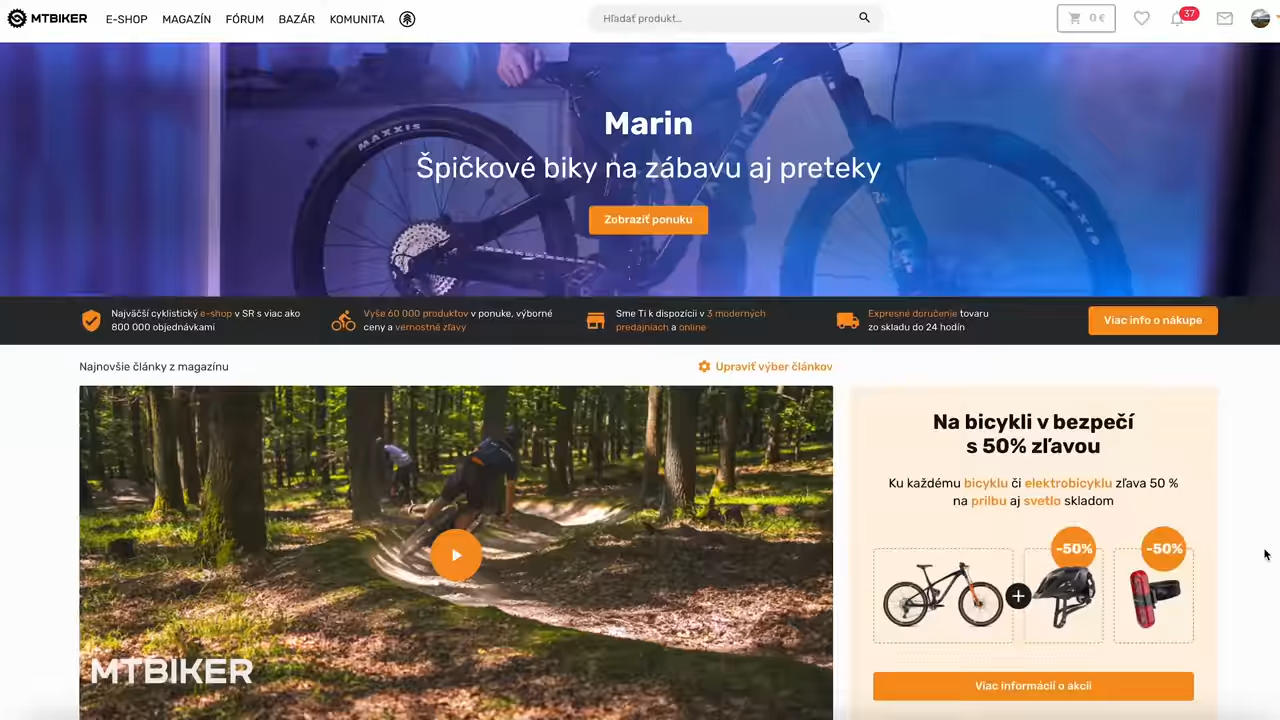 MTBIKER
E-SHOP
MAGAZÍN
FÓRUM
BAZÁR
KOMUNITA
Hľadať produkt...
0 €
37
MAXXIS
Marin
Špičkové biky na zábavu aj preteky
Zobraziť ponuku
Najväčší cyklistický e-shop v SR s viac ako
800 000 objednávkami
Vyše 60 000 produktov v ponuke, výborné
ceny a vernostné zľavy
Sme Ti k dispozícii v 3 moderných
predajniach a online
Expresné doručenie tovaru
zo skladu do 24 hodín
Viac info o nákupe
Najnovšie články z magazínu
Upraviť výber článkov
MTBIKER
Na bicykli v bezpečí
s 50% zľavou
Ku každému bicyklu či elektrobicyklu zľava 50 %
na prilbu aj svetlo skladom
-50%
-50%
Viac informácií o akcii